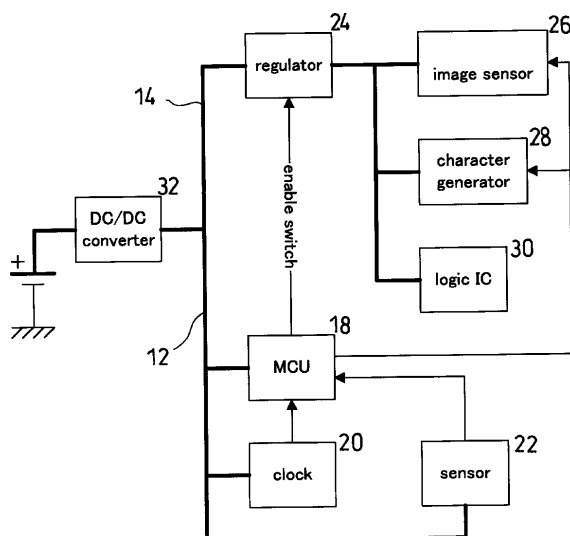 24
regulator
26
image sensor
14
28
character
generator
enable switch
32
DC/DC
converter
+
30
logic IC
12
18
MCU
20
clock
22
sensor